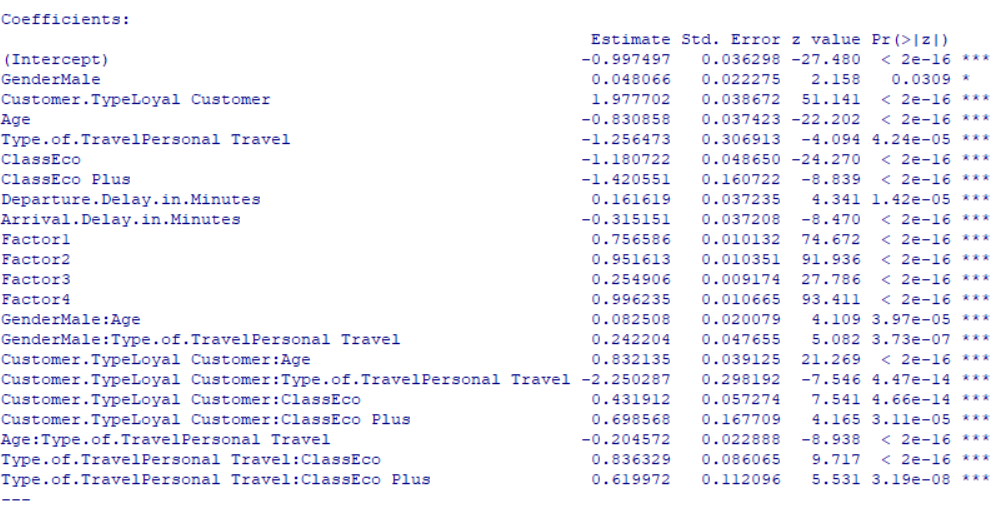 Coefficients:
Estimate Std. Error z value Pr(>|z|)
(Intercept) -0.997497 0.036298 -27.480 < 2e-16 ***
GenderMale 0.048066 0.022275 2.158 0.0309 *
Customer.TypeLoyal Customer 1.977702 0.038672 51.141 < 2e-16 ***
Age -0.830858 0.037423 -22.202 < 2e-16 ***
Type.of.TravelPersonal Travel -1.256473 0.306913 -4.094 4.24e-05 ***
ClassEco -1.180722 0.048650 -24.270 < 2e-16 ***
ClassEco Plus -1.420551 0.160722 -8.839 < 2e-16 ***
Departure.Delay.in.Minutes 0.161619 0.037235 4.341 1.42e-05 ***
Arrival.Delay.in.Minutes -0.315151 0.037208 -8.470 < 2e-16 ***
Factor1 0.756586 0.010132 74.672 < 2e-16 ***
Factor2 0.951613 0.010351 91.936 < 2e-16 ***
Factor3 0.254906 0.009174 27.786 < 2e-16 ***
Factor4 0.996235 0.010665 93.411 < 2e-16 ***
GenderMale:Age 0.082508 0.020079 4.109 3.97e-05 ***
GenderMale:Type.of.TravelPersonal Travel 0.242204 0.047655 5.082 3.73e-07 ***
Customer.TypeLoyal Customer:Age 0.832135 0.039125 21.269 < 2e-16 ***
Customer.TypeLoyal Customer:Type.of.TravelPersonal Travel -2.250287 0.298192 -7.546 4.47e-14 ***
Customer.TypeLoyal Customer:ClassEco 0.431912 0.057274 7.541 4.66e-14 ***
Customer.TypeLoyal Customer:ClassEco Plus 0.698568 0.167709 4.165 3.11e-05 ***
Age:Type.of.TravelPersonal Travel -0.204572 0.022888 -8.938 < 2e-16 ***
Type.of.TravelPersonal Travel:ClassEco 0.836329 0.086065 9.717 < 2e-16 ***
Type.of.TravelPersonal Travel:ClassEco Plus 0.619972 0.112096 5.531 3.19e-08 ***
---